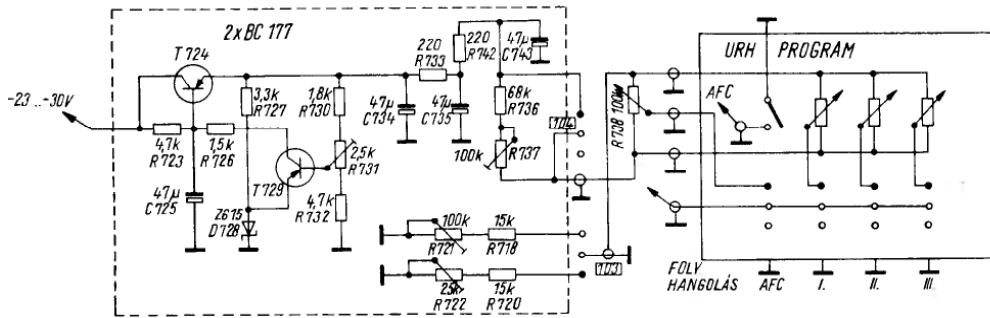 2xBC 177
T724
-23..-30V
4,7k
R723
1,5k
R726
47µ
C725
3,3k
R727
1,8k
R730
T729
2,5k
R731
Z615
D728
4,7k
R732
220
R733
47µ
C734
47µ
C735
220
R742
47µ
C743
68k
R736
100k
R737
104
100k
R721
15k
R718
25k
R722
15k
R720
103
R738 100k
URH PROGRAM
AFC
FOLY
HANGOLÁS
AFC
I.
II.
III.